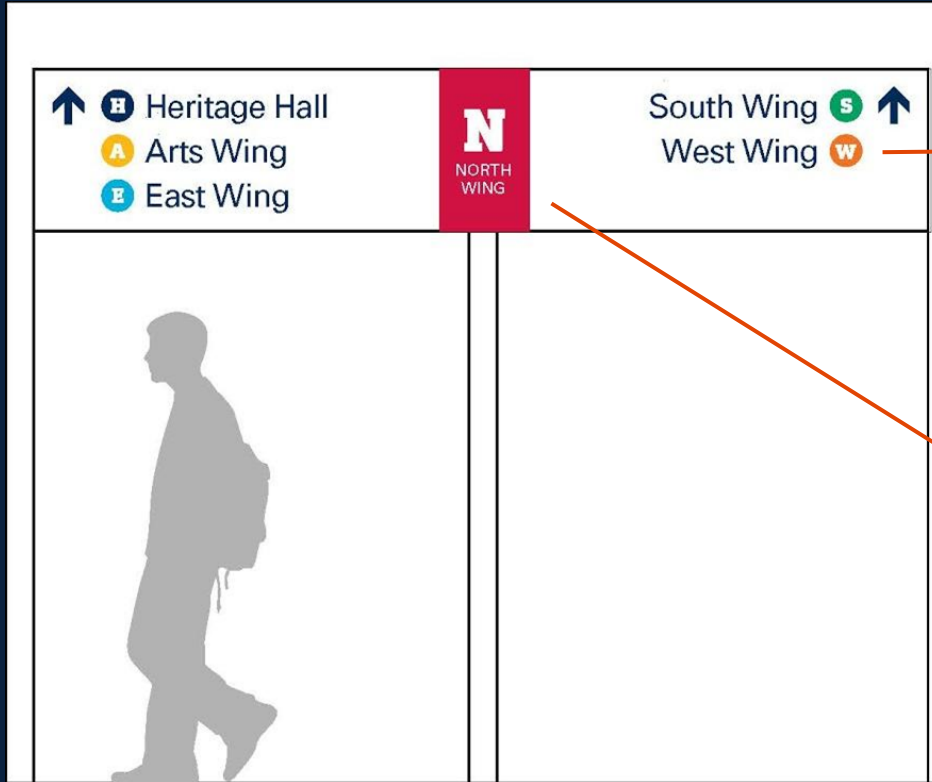 H Heritage Hall
A Arts Wing
E East Wing
N
NORTH
WING
South Wing S
West Wing W